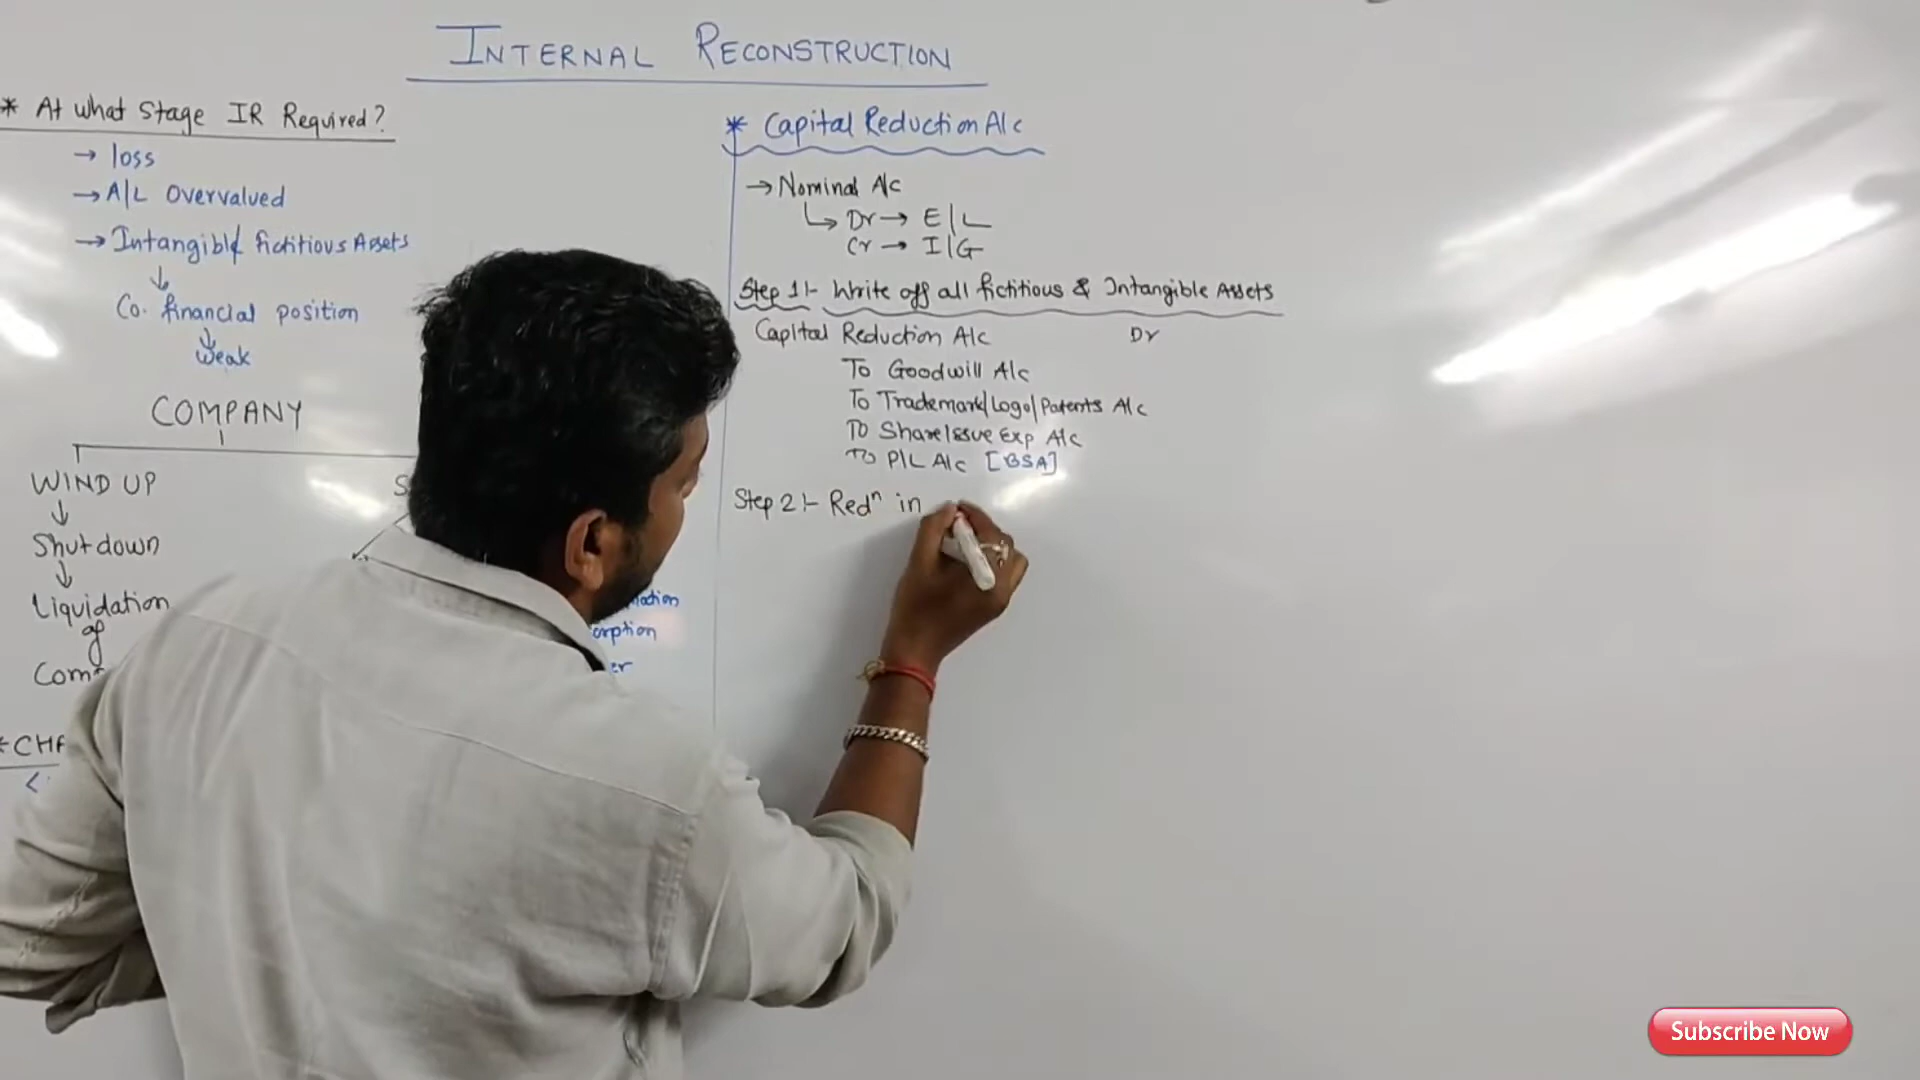 INTERNAL RECONSTRUCTION
* At what Stage IR Required?
→ loss
→ A/L Overvalued
→ Intangible/ fictitious Assets
↓
Co. financial position
↓
weak
COMPANY
WIND UP
↓
Shutdown
↓
Liquidation
of
* Capital Reduction A/c
→ Nominal A/c
↳ Dr → E/L
Cr → I/G
Step 1:- Write off all fictitious & Intangible Assets
Capital Reduction A/c Dr
To Goodwill A/c
To Trademark/Logo/Patents A/c
To Share Issue Exp A/c
To P/L A/c [BSA]
Step 2:- Redⁿ in
Subscribe Now